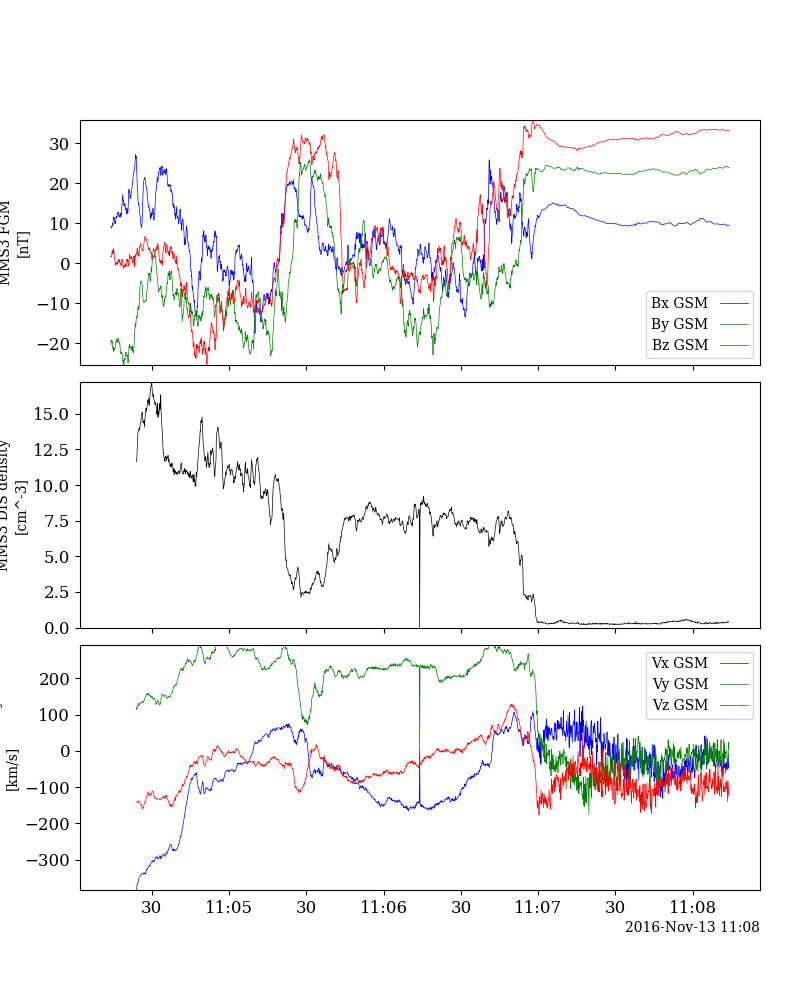 30
20
10
0
−10
−20
MMS3 FGM
[nT]
Bx GSM
By GSM
Bz GSM
15.0
12.5
10.0
7.5
5.0
2.5
0.0
MMS3 DIS density
[cm^-3]
200
100
0
−100
−200
−300
[km/s]
Vx GSM
Vy GSM
Vz GSM
30 11:05 30 11:06 30 11:07 30 11:08
2016-Nov-13 11:08